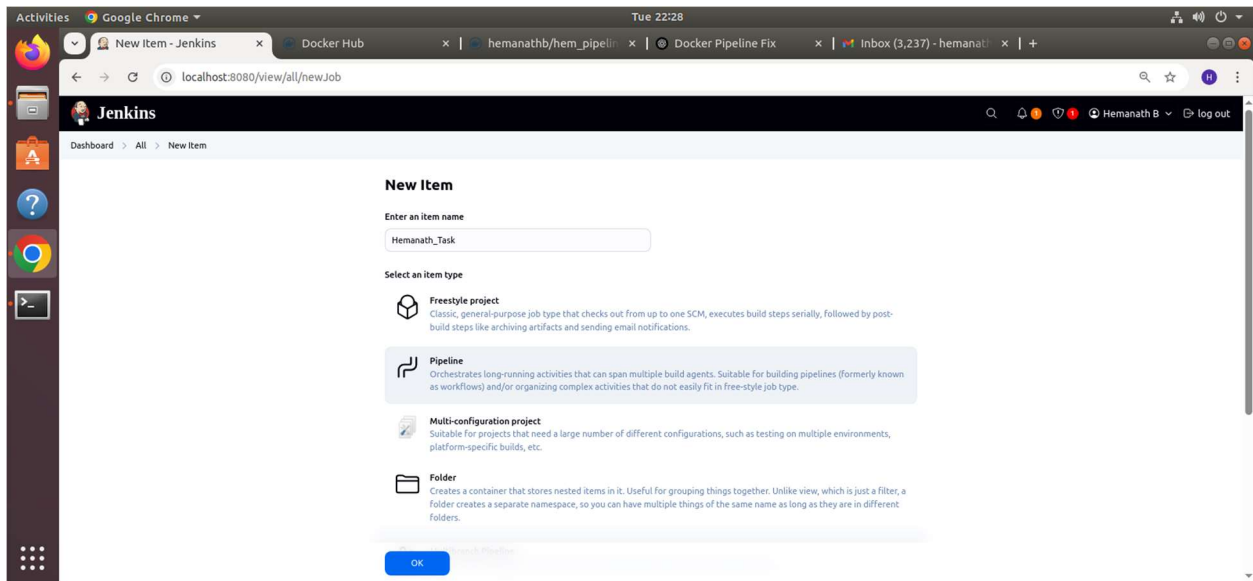 Activities Google Chrome Tue 22:28
New Item - Jenkins Docker Hub hemanathb/hem_pipelin Docker Pipeline Fix Inbox (3,237) - hemanath
localhost:8080/view/all/newJob H
Jenkins 1 1 Hemanath B log out
Dashboard > All > New Item
New Item
Enter an item name
Hemanath_Task
Select an item type
Freestyle project
Classic, general-purpose job type that checks out from up to one SCM, executes build steps serially, followed by post-
build steps like archiving artifacts and sending email notifications.
Pipeline
Orchestrates long-running activities that can span multiple build agents. Suitable for building pipelines (formerly known
as workflows) and/or organizing complex activities that do not easily fit in free-style job type.
Multi-configuration project
Suitable for projects that need a large number of different configurations, such as testing on multiple environments,
platform-specific builds, etc.
Folder
Creates a container that stores nested items in it. Useful for grouping things together. Unlike view, which is just a filter, a
folder creates a separate namespace, so you can have multiple things of the same name as long as they are in different
folders.
OK